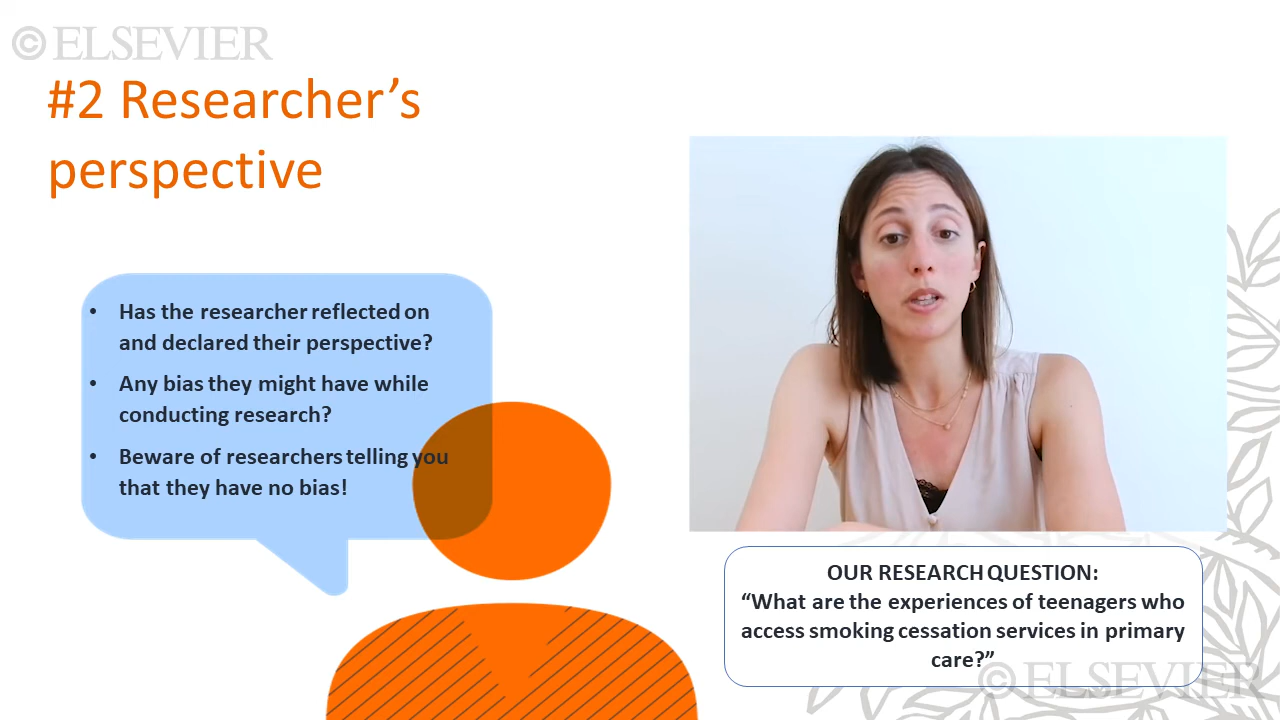 © ELSEVIER
#2 Researcher’s
perspective
• Has the researcher reflected on
and declared their perspective?
• Any bias they might have while
conducting research?
• Beware of researchers telling you
that they have no bias!
OUR RESEARCH QUESTION:
“What are the experiences of teenagers who
access smoking cessation services in primary
care?”
© ELSEVIER